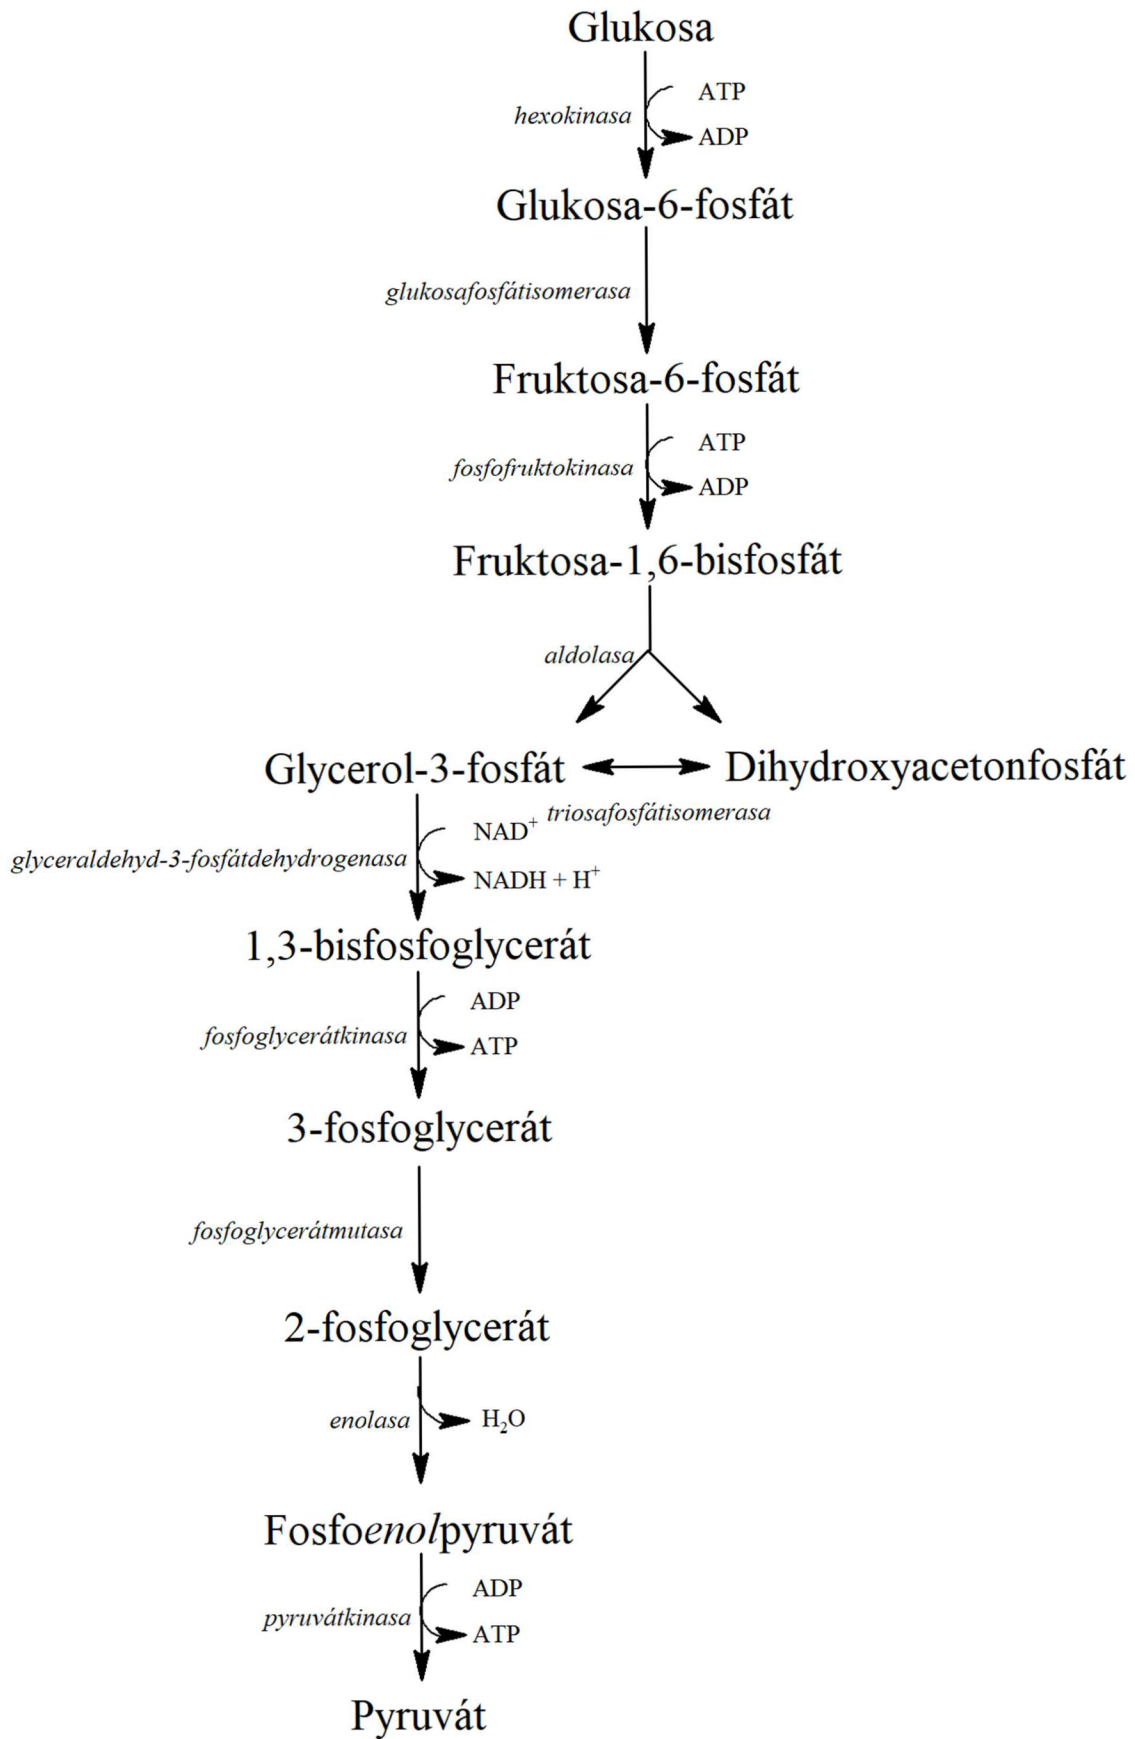 Glukosa
ATP
hexokinasa
ADP
Glukosa-6-fosfát
glukosafosfátisomerasa
Fruktosa-6-fosfát
ATP
fosfofruktokinasa
ADP
Fruktosa-1,6-bisfosfát
aldolasa
Glycerol-3-fosfát Dihydroxyacetonfosfát
triosafosfátisomerasa
NAD⁺
glyceraldehyd-3-fosfátdehydrogenasa
NADH + H⁺
1,3-bisfosfoglycerát
ADP
fosfoglycerátkinasa
ATP
3-fosfoglycerát
fosfoglycerátmutasa
2-fosfoglycerát
enolasa H₂O
Fosfoenolpyruvát
ADP
pyruvátkinasa
ATP
Pyruvát